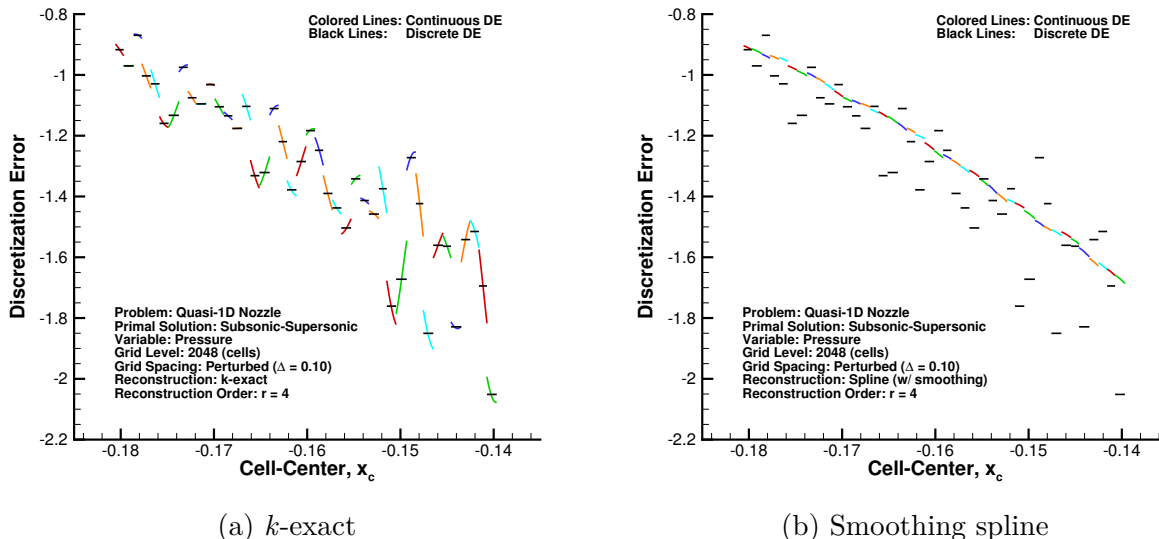 Colored Lines: Continuous DE
Black Lines: Discrete DE
-0.8
-1
-1.2
-1.4
-1.6
-1.8
-2
-2.2
Discretization Error
Problem: Quasi-1D Nozzle
Primal Solution: Subsonic-Supersonic
Variable: Pressure
Grid Level: 2048 (cells)
Grid Spacing: Perturbed (Δ = 0.10)
Reconstruction: k-exact
Reconstruction Order: r = 4
-0.18 -0.17 -0.16 -0.15 -0.14
Cell-Center, x_c
(a) k-exact
Colored Lines: Continuous DE
Black Lines: Discrete DE
-0.8
-1
-1.2
-1.4
-1.6
-1.8
-2
-2.2
Discretization Error
Problem: Quasi-1D Nozzle
Primal Solution: Subsonic-Supersonic
Variable: Pressure
Grid Level: 2048 (cells)
Grid Spacing: Perturbed (Δ = 0.10)
Reconstruction: Spline (w/ smoothing)
Reconstruction Order: r = 4
-0.18 -0.17 -0.16 -0.15 -0.14
Cell-Center, x_c
(b) Smoothing spline